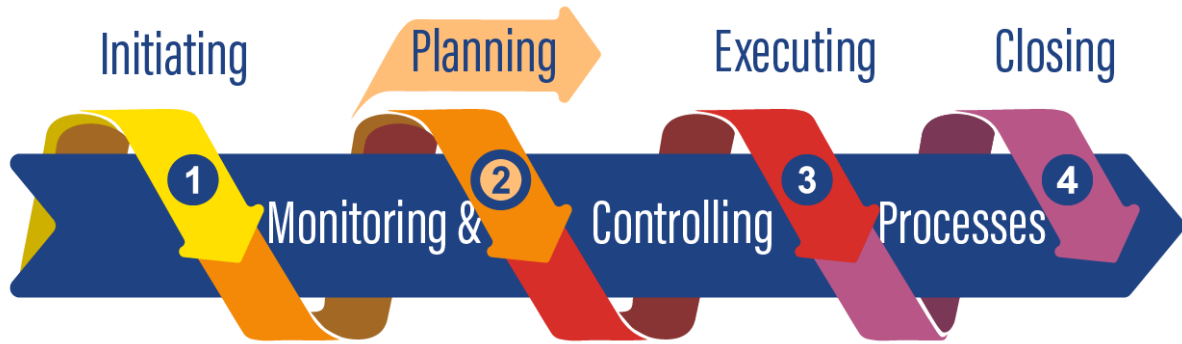 Initiating
Planning
Executing
Closing
1
2
3
4
Monitoring & Controlling Processes